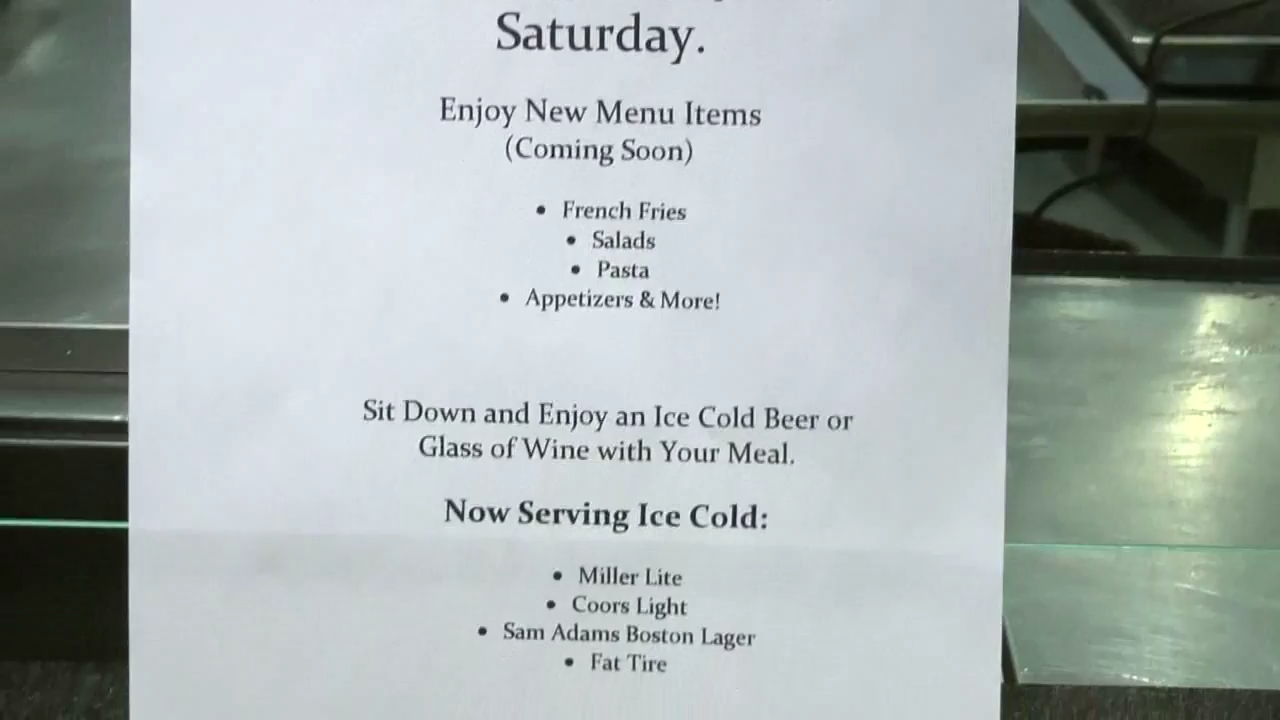 Saturday.
Enjoy New Menu Items
(Coming Soon)
• French Fries
• Salads
• Pasta
• Appetizers & More!
Sit Down and Enjoy an Ice Cold Beer or
Glass of Wine with Your Meal.
Now Serving Ice Cold:
• Miller Lite
• Coors Light
• Sam Adams Boston Lager
• Fat Tire